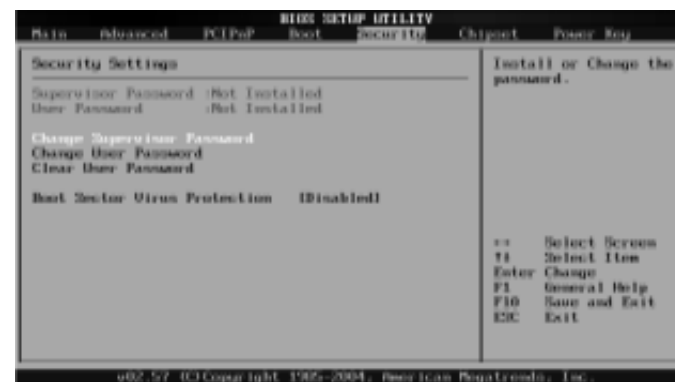 BIOS SETUP UTILITY
Main Advanced PCIPnP Boot Security Chipset Power Key
Security Settings
Install or Change the
password.
Supervisor Password :Not Installed
User Password :Not Installed
Change Supervisor Password
Change User Password
Clear User Password
Boot Sector Virus Protection [Disabled]
Select Screen
↑↓ Select Item
Enter Change
F1 General Help
F10 Save and Exit
ESC Exit
v02.57 (C)Copyright 1985-2004, American Megatrends, Inc.